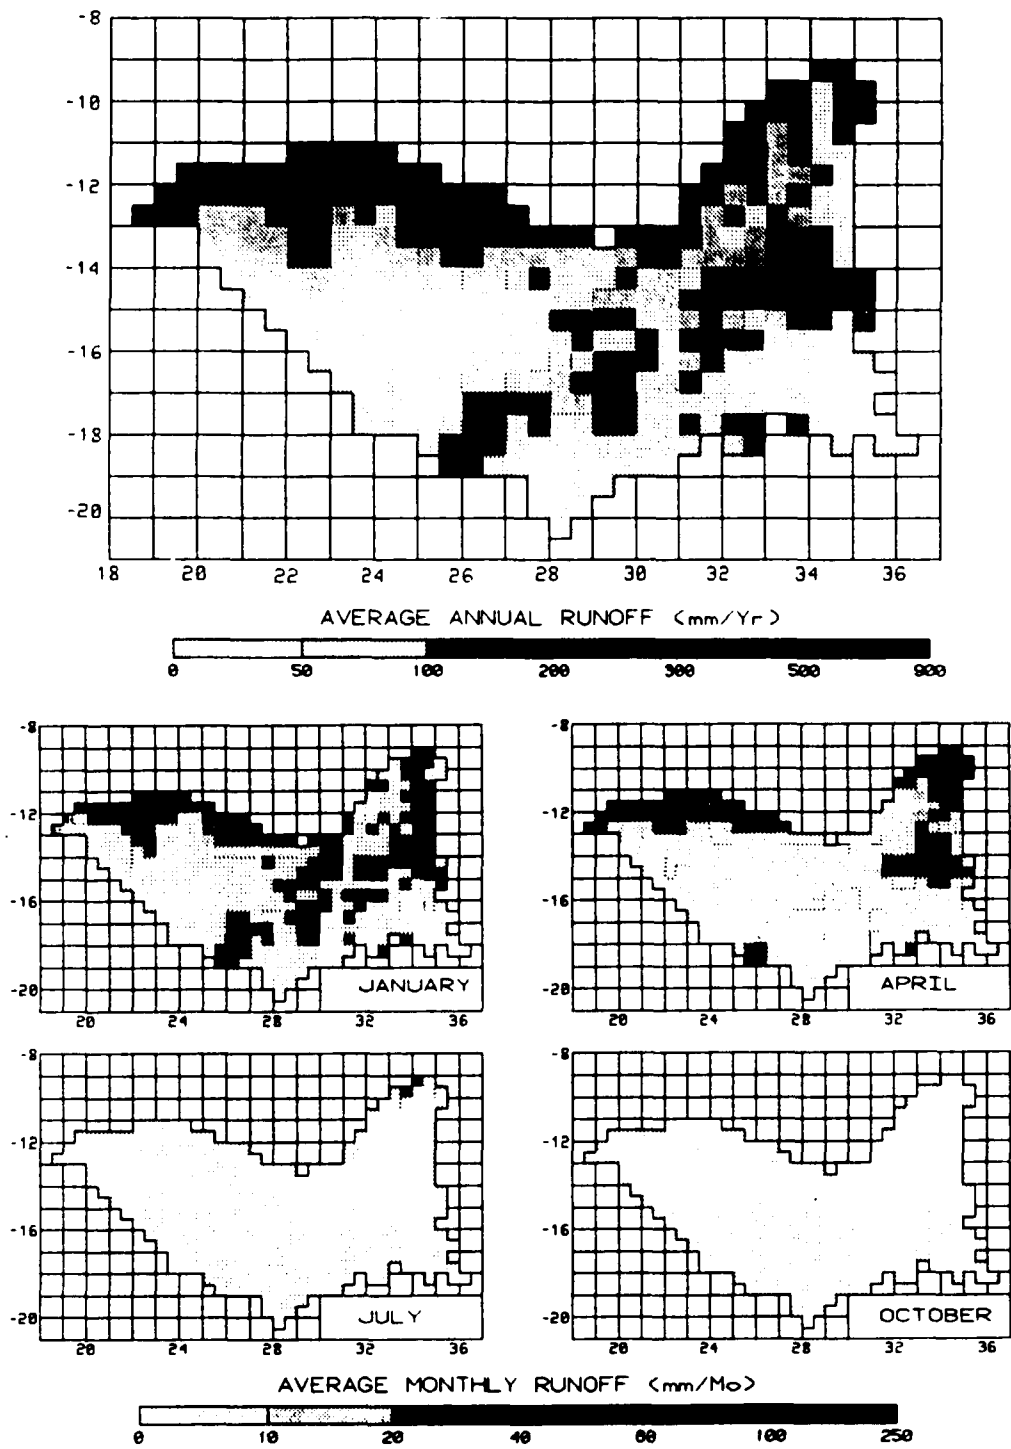 -8
-10
-12
-14
-16
-18
-20
18 20 22 24 26 28 30 32 34 36
AVERAGE ANNUAL RUNOFF (mm/Yr)
0 50 100 200 300 500 900
-8
-12
-16
-20
20 24 28 32 36
JANUARY
-8
-12
-16
-20
20 24 28 32 36
APRIL
-8
-12
-16
-20
20 24 28 32 36
JULY
-8
-12
-16
-20
20 24 28 32 36
OCTOBER
AVERAGE MONTHLY RUNOFF (mm/Mo)
0 10 20 40 60 100 250